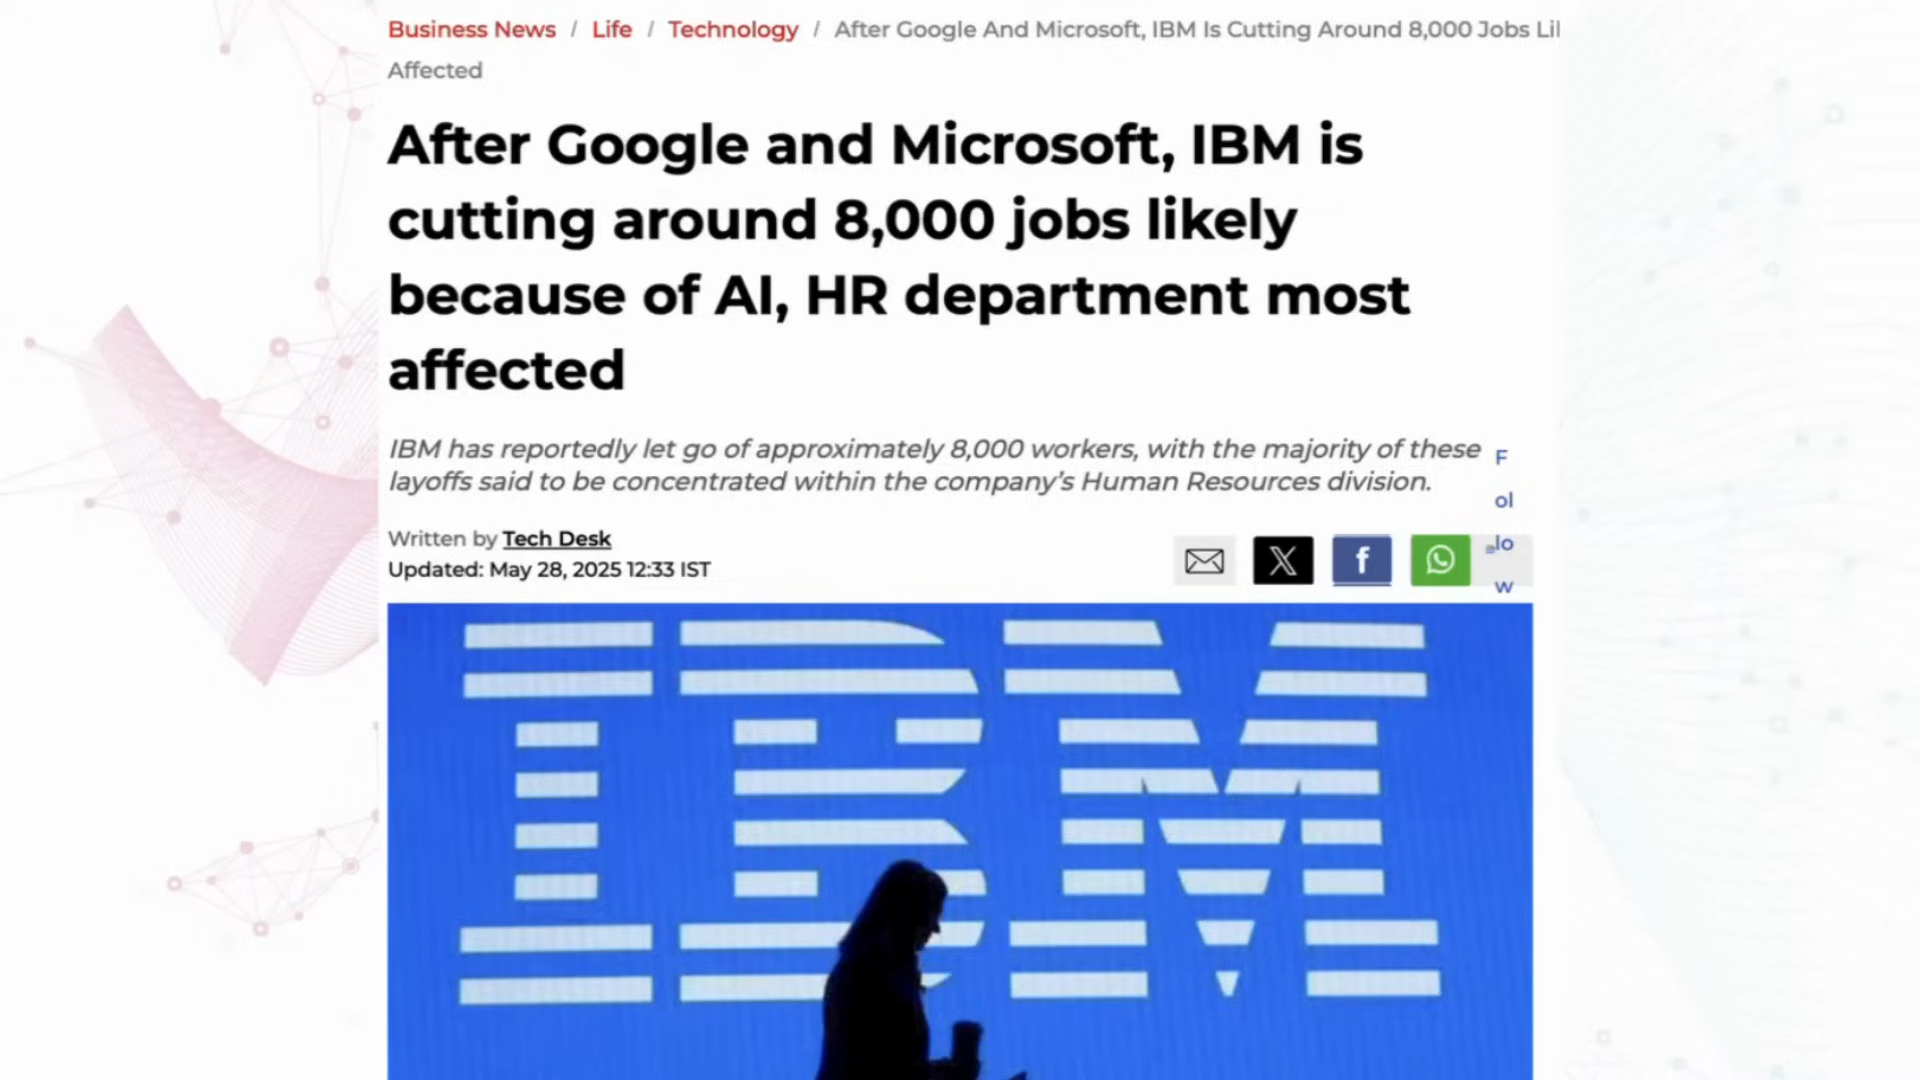 Business News / Life / Technology / After Google And Microsoft, IBM Is Cutting Around 8,000 Jobs Lil
Affected
After Google and Microsoft, IBM is
cutting around 8,000 jobs likely
because of AI, HR department most
affected
IBM has reportedly let go of approximately 8,000 workers, with the majority of these
layoffs said to be concentrated within the company's Human Resources division.
F
ol
lo
w
Written by Tech Desk
Updated: May 28, 2025 12:33 IST
X
f
IBM